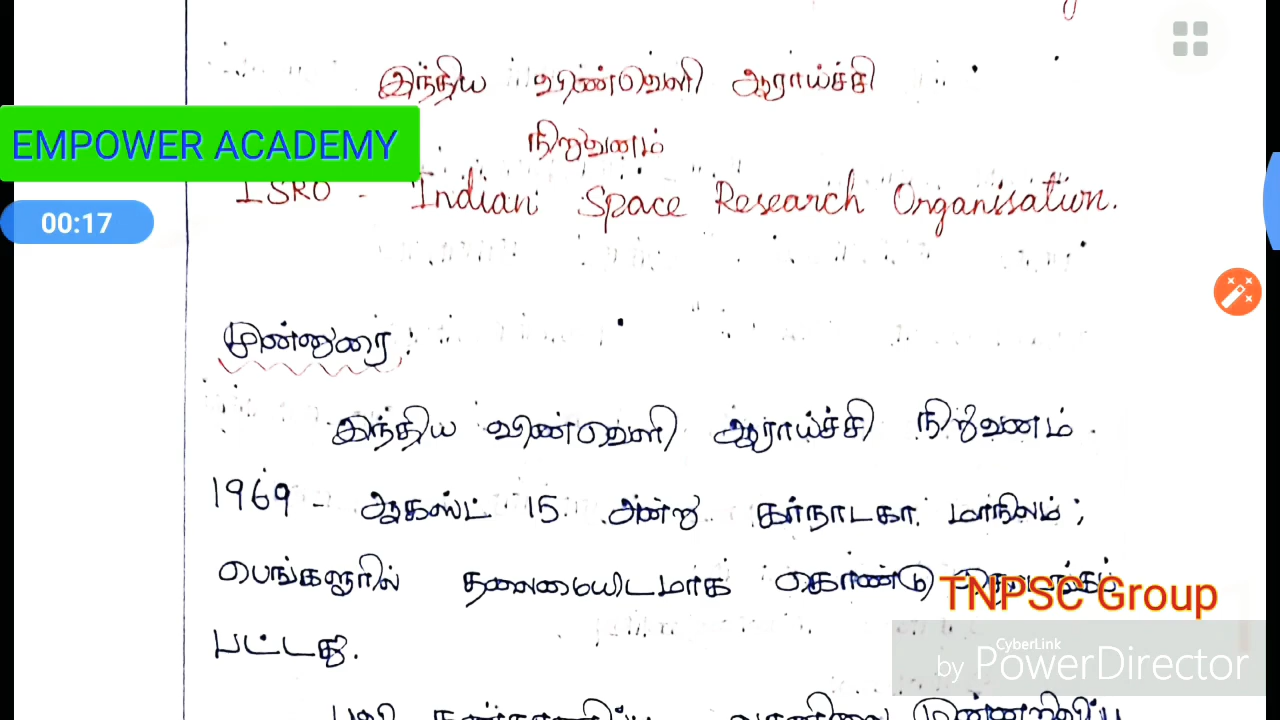 இந்திய விண்வெளி ஆராய்ச்சி
EMPOWER ACADEMY
நிறுவனம்
ISRO - Indian Space Research Organisation.
00:17
முன்னுரை :
இந்திய விண்வெளி ஆராய்ச்சி நிறுவணம்
1969 - ஆகஸ்ட் 15 அன்று கர்நாடகா மாநிலம் ;
பெங்களூரில் தலைமையிடமாக கொண்டு
TNPSC Group
பட்டது.
CyberLink
by PowerDirector